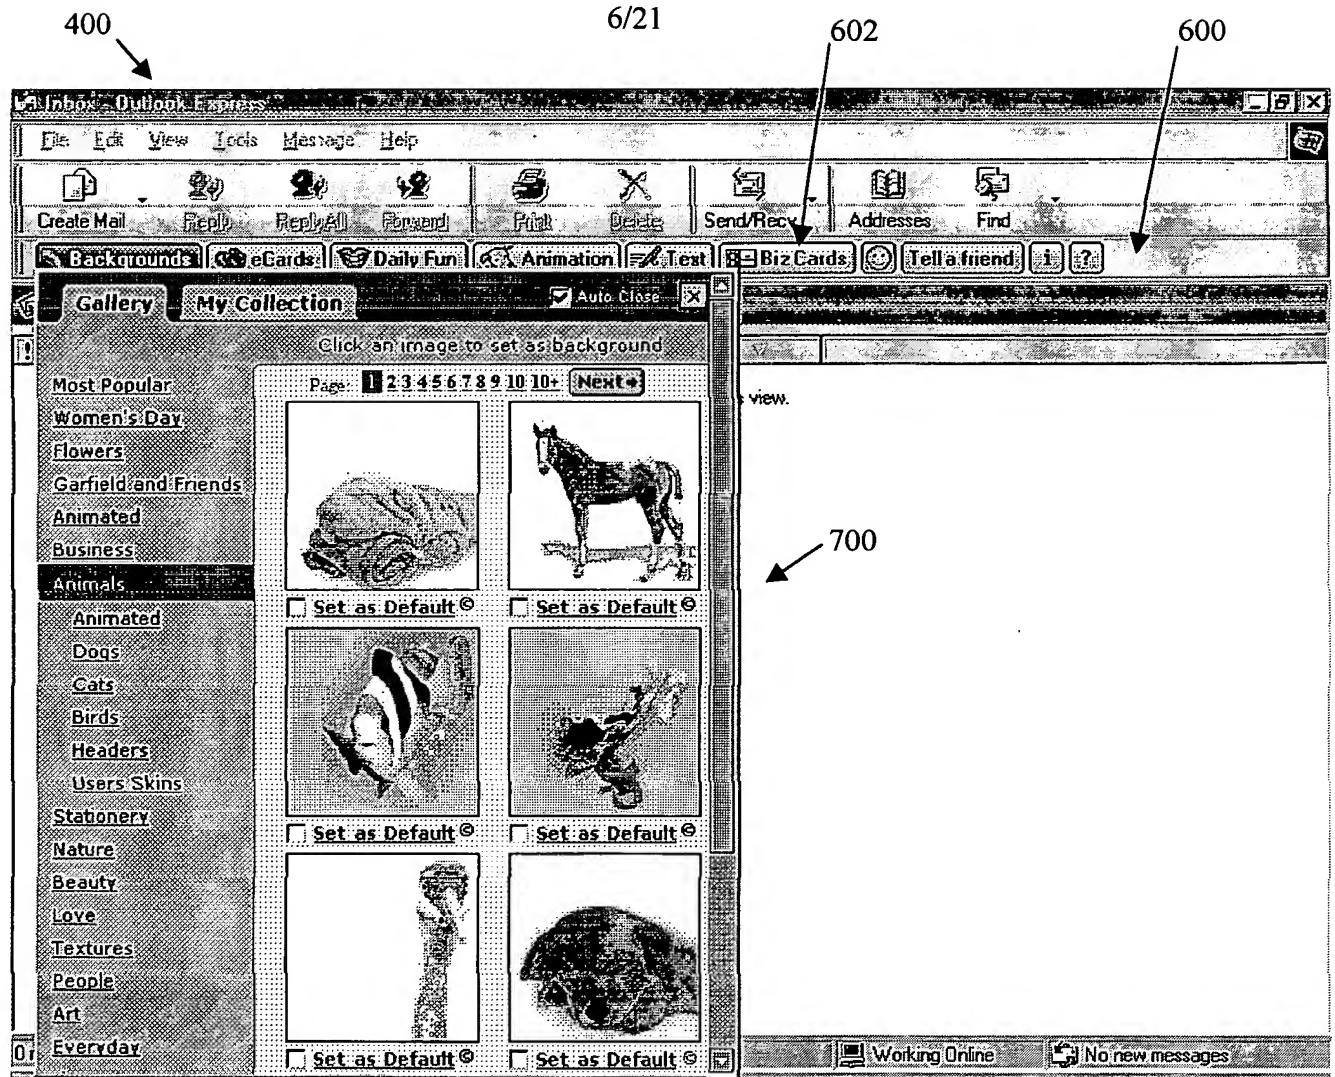 6/21
400
602
600
Inbox - Outlook Express
File Edit View Tools Message Help
Create Mail Reply Reply All Forward Print Delete Send/Recv Addresses Find
Backgrounds eCards Daily Fun Animation Text Biz Cards Tell a friend i ?
Gallery My Collection Auto Close
Click an image to set as background
! 
Page: 1 2 3 4 5 6 7 8 9 10 10+ Next
s view.
Most Popular
Women's Day
Flowers
Garfield and Friends
Animated
Business
Animals
Animated
Dogs
Cats
Birds
Headers
Users Skins
Stationery
Nature
Beauty
Love
Textures
People
Art
Everyday
700
Set as Default © Set as Default ©
Set as Default © Set as Default ©
Set as Default © Set as Default ©
Working Online No new messages